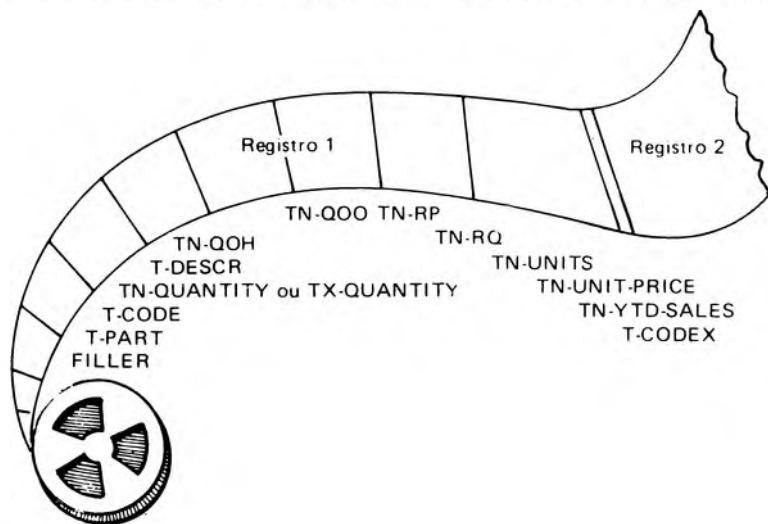 Registro 1
Registro 2
TN-QOO TN-RP
TN-QOH
TN-RQ
T-DESCR
TN-UNITS
TN-QUANTITY ou TX-QUANTITY
TN-UNIT-PRICE
T-CODE
TN-YTD-SALES
T-PART
T-CODEX
FILLER